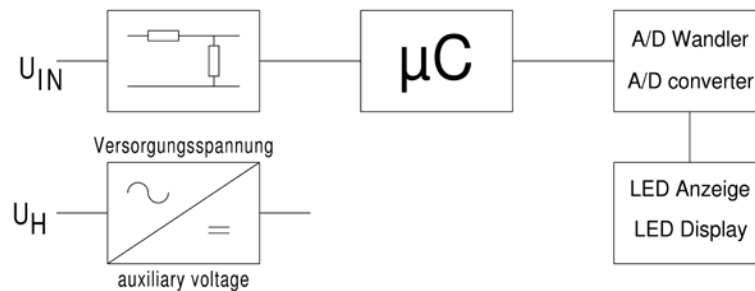 U_IN
µC
A/D Wandler
A/D converter
Versorgungsspannung
U_H
auxiliary voltage
LED Anzeige
LED Display